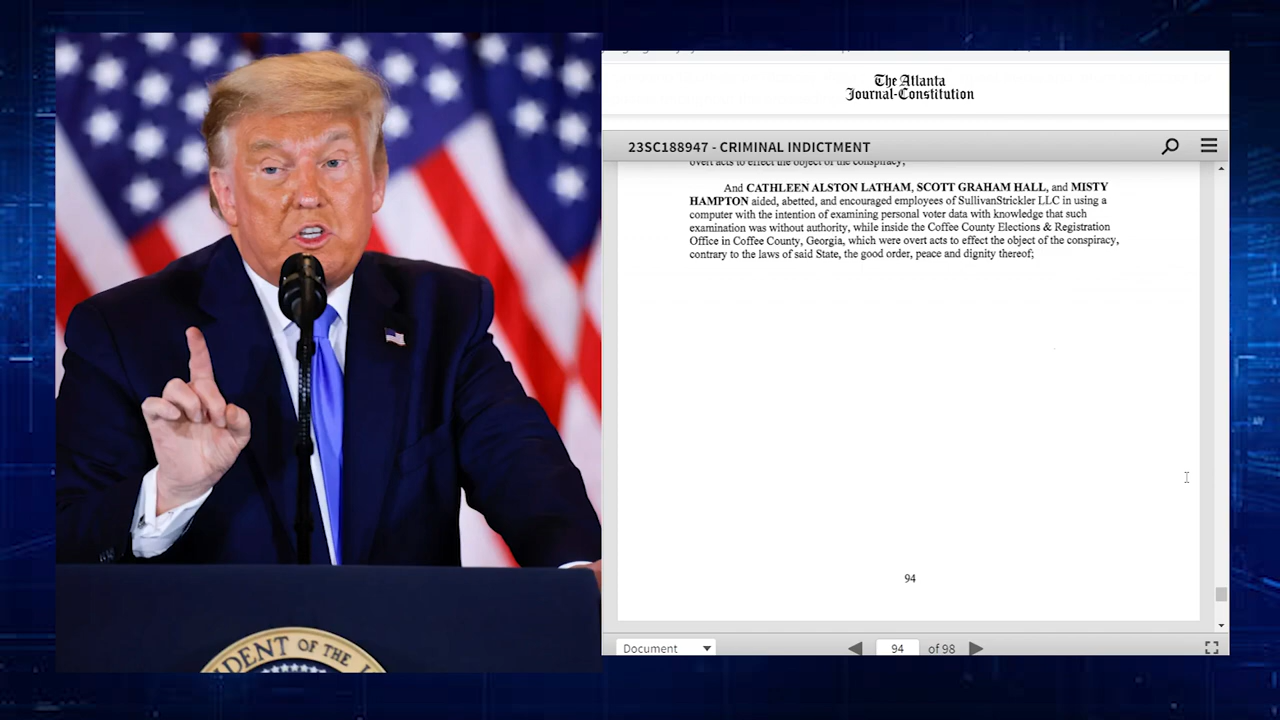 DENT OF THE
The Atlanta
Journal-Constitution
23SC188947 - CRIMINAL INDICTMENT
overt acts to effect the object of the conspiracy;
And CATHLEEN ALSTON LATHAM, SCOTT GRAHAM HALL, and MISTY
HAMPTON aided, abetted, and encouraged employees of SullivanStrickler LLC in using a
computer with the intention of examining personal voter data with knowledge that such
examination was without authority, while inside the Coffee County Elections & Registration
Office in Coffee County, Georgia, which were overt acts to effect the object of the conspiracy,
contrary to the laws of said State, the good order, peace and dignity thereof;
94
Document
94 of 98